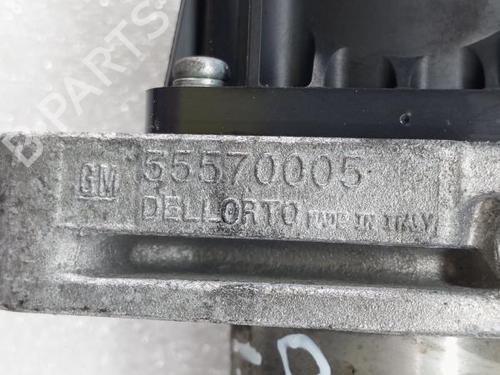 B-PARTS
GM 55570005
DELLORTO MADE IN ITALY